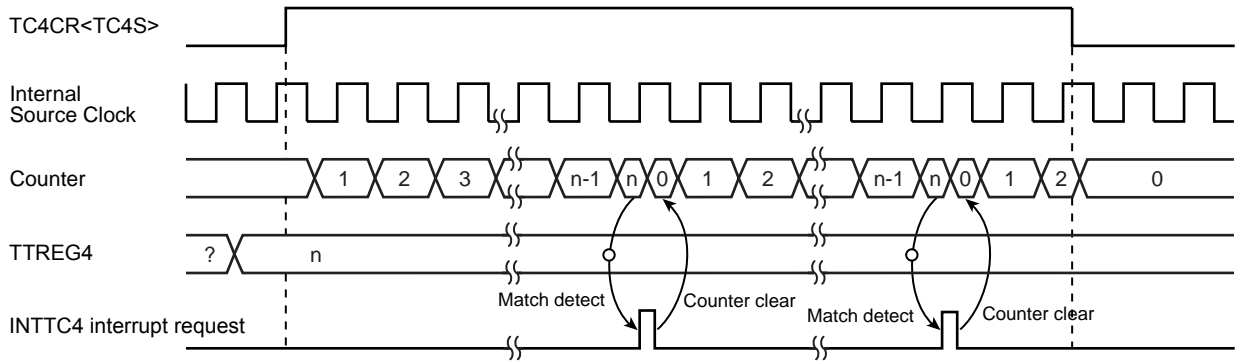 TC4CR<TC4S>
Internal
Source Clock
Counter
1 2 3 n-1 n 0 1 2 n-1 n 0 1 2 0
TTREG4
? n
Match detect Counter clear Match detect Counter clear
INTTC4 interrupt request